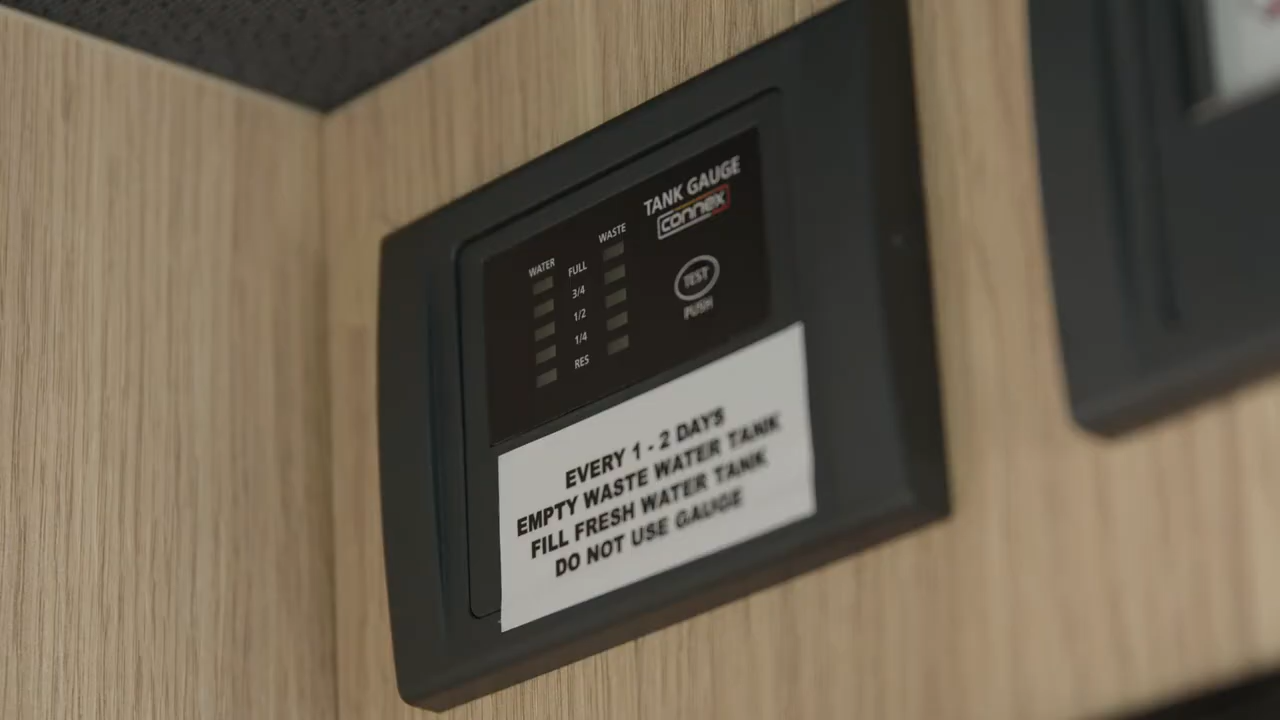 TANK GAUGE
connex
WATER
WASTE
FULL
3/4
1/2
1/4
RES
TEST
PUSH
EVERY 1 - 2 DAYS
EMPTY WASTE WATER TANK
FILL FRESH WATER TANK
DO NOT USE GAUGE